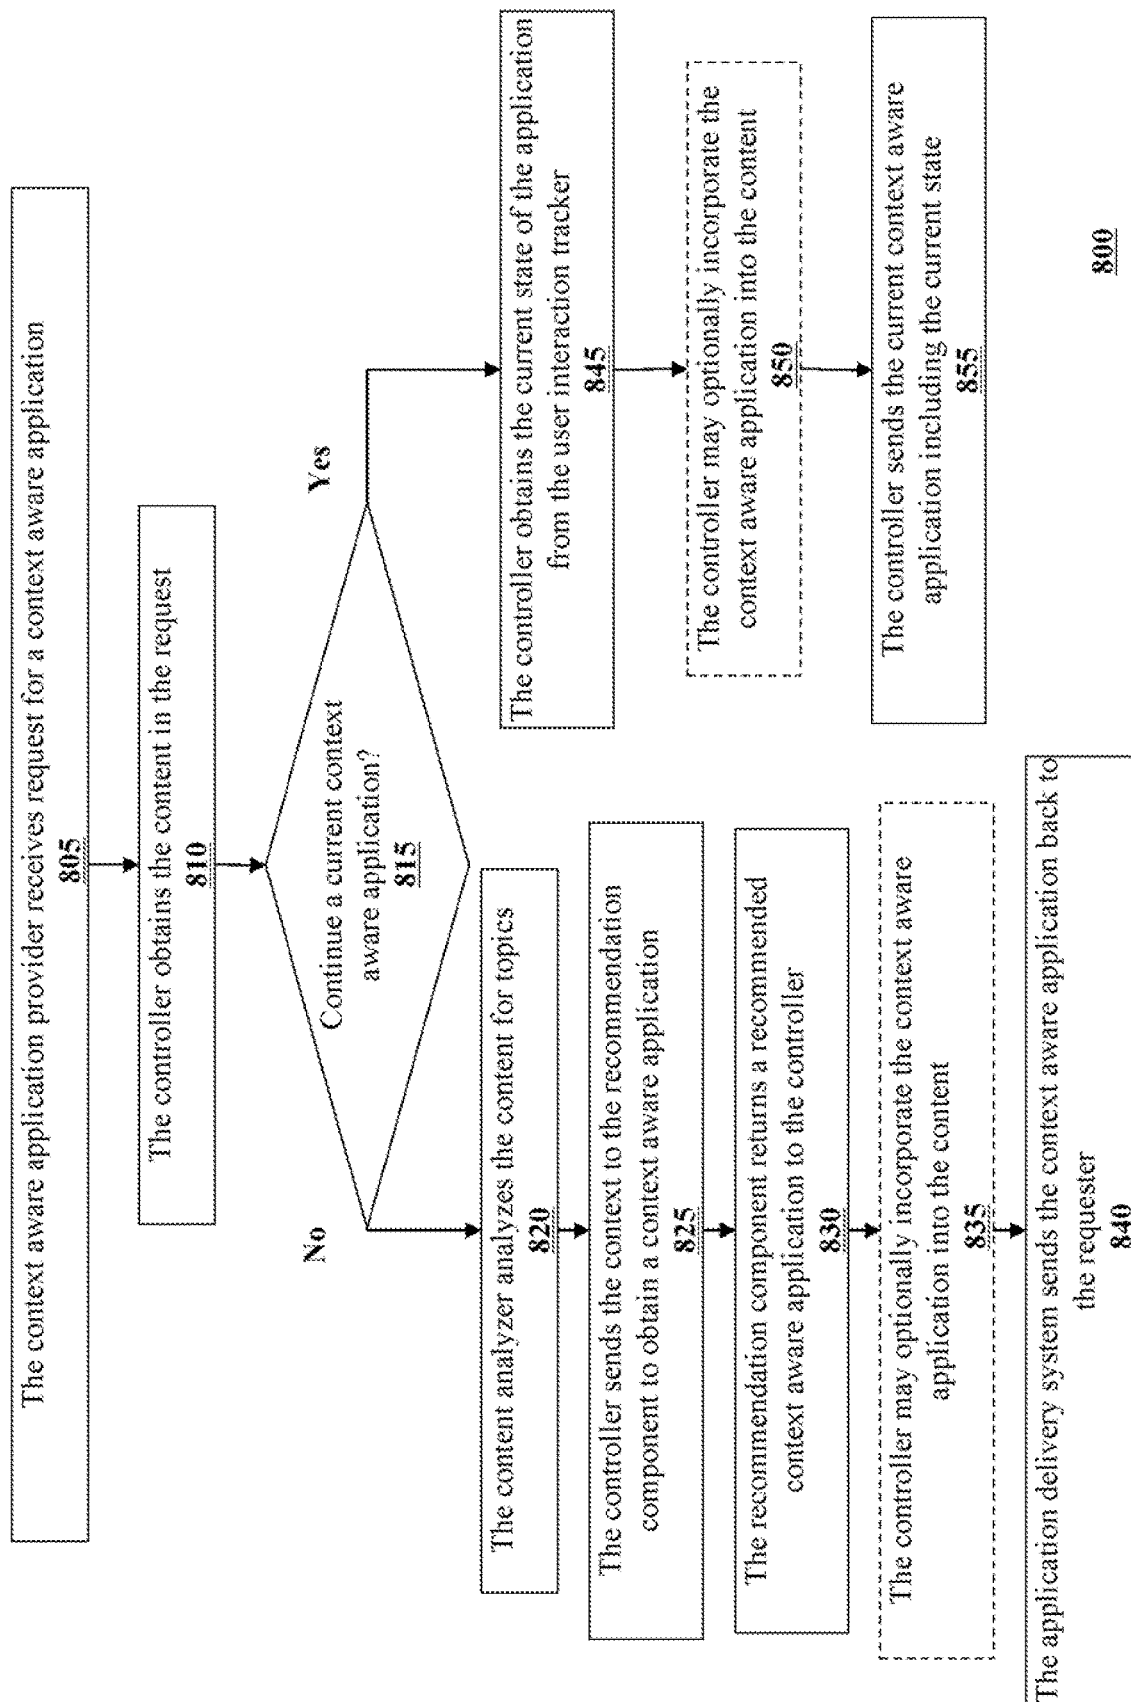 The context aware application provider receives request for a context aware application
805
The controller obtains the content in the request
810
Continue a current context
aware application?
815
No
Yes
The content analyzer analyzes the content for topics
820
The controller sends the context to the recommendation
component to obtain a context aware application
825
The recommendation component returns a recommended
context aware application to the controller
830
The controller may optionally incorporate the context aware
application into the content
835
The application delivery system sends the context aware application back to
the requester
840
The controller obtains the current state of the application
from the user interaction tracker
845
The controller may optionally incorporate the
context aware application into the content
850
The controller sends the current context aware
application including the current state
855
800